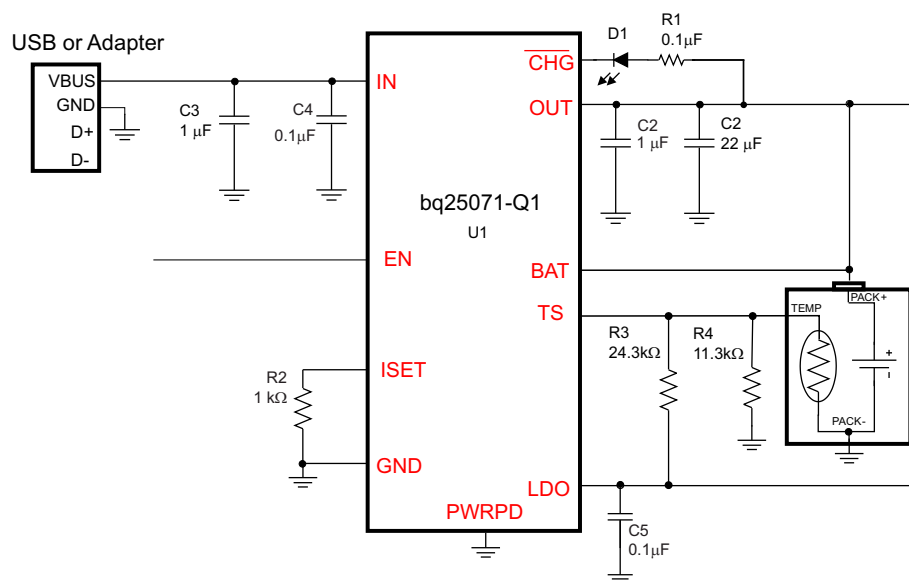 USB or Adapter
VBUS
GND
D+
D-
C3
1 μF
C4
0.1μF
IN
EN
ISET
R2
1 kΩ
GND
PWRPD
bq25071-Q1
U1
CHG
OUT
BAT
TS
LDO
D1
R1
0.1μF
C2
1 μF
C2
22 μF
R3
24.3kΩ
R4
11.3kΩ
C5
0.1μF
TEMP
PACK+
+
-
PACK-